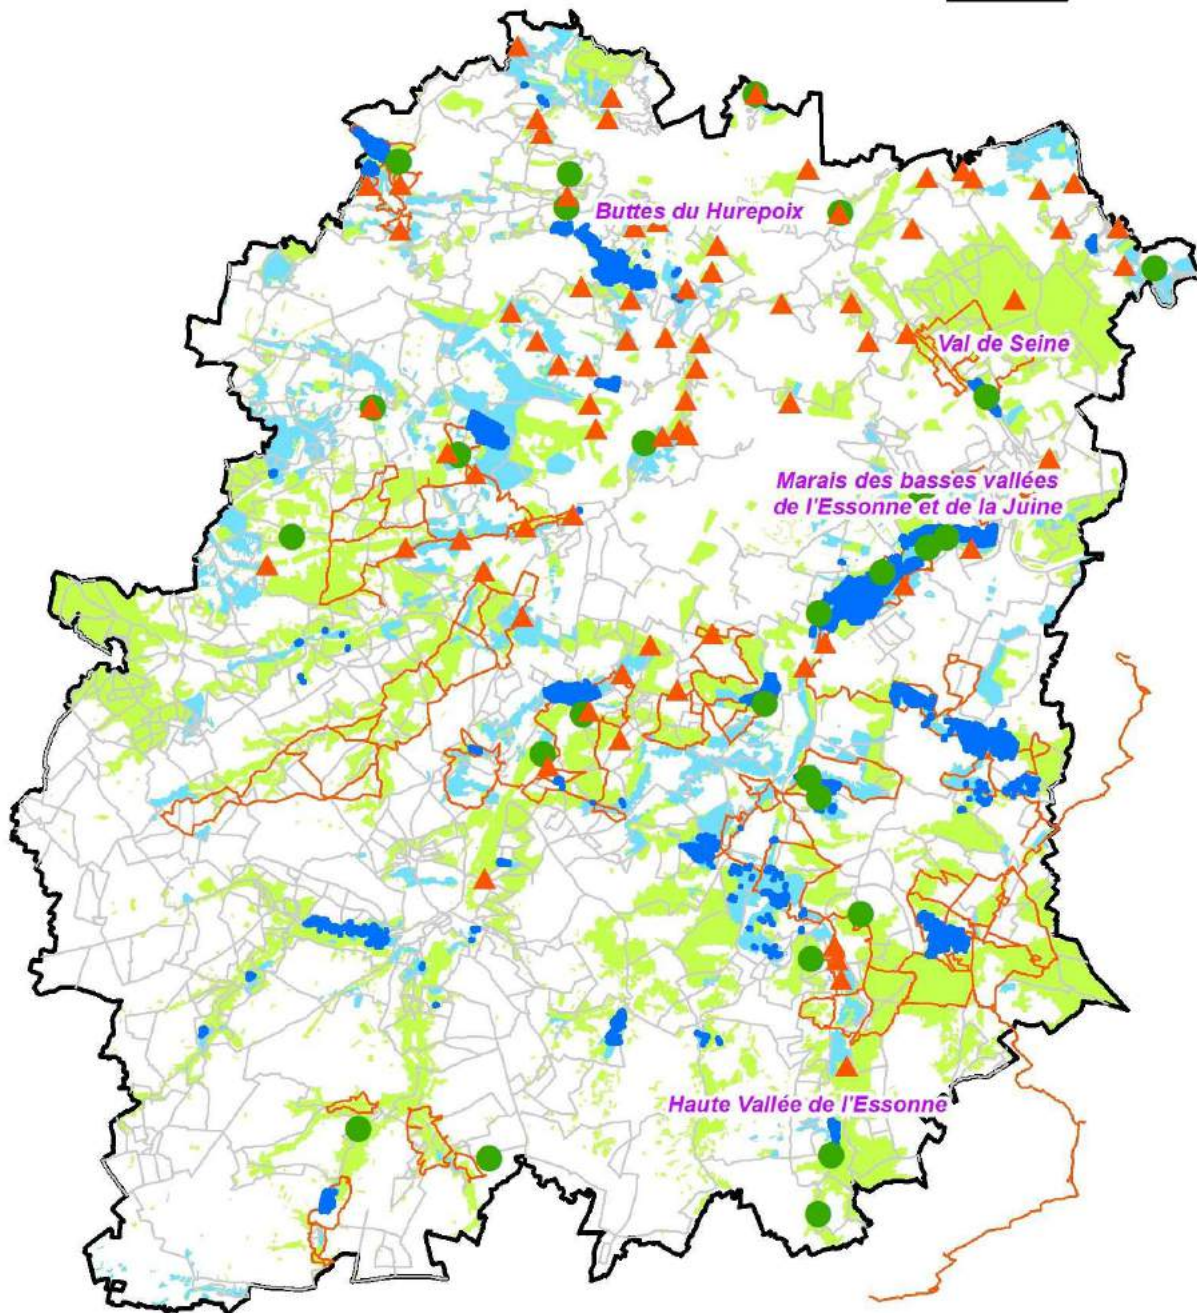 Buttes du Hurepoix
Val de Seine
Marais des basses vallées
de l'Essonne et de la Juine
Haute Vallée de l'Essonne